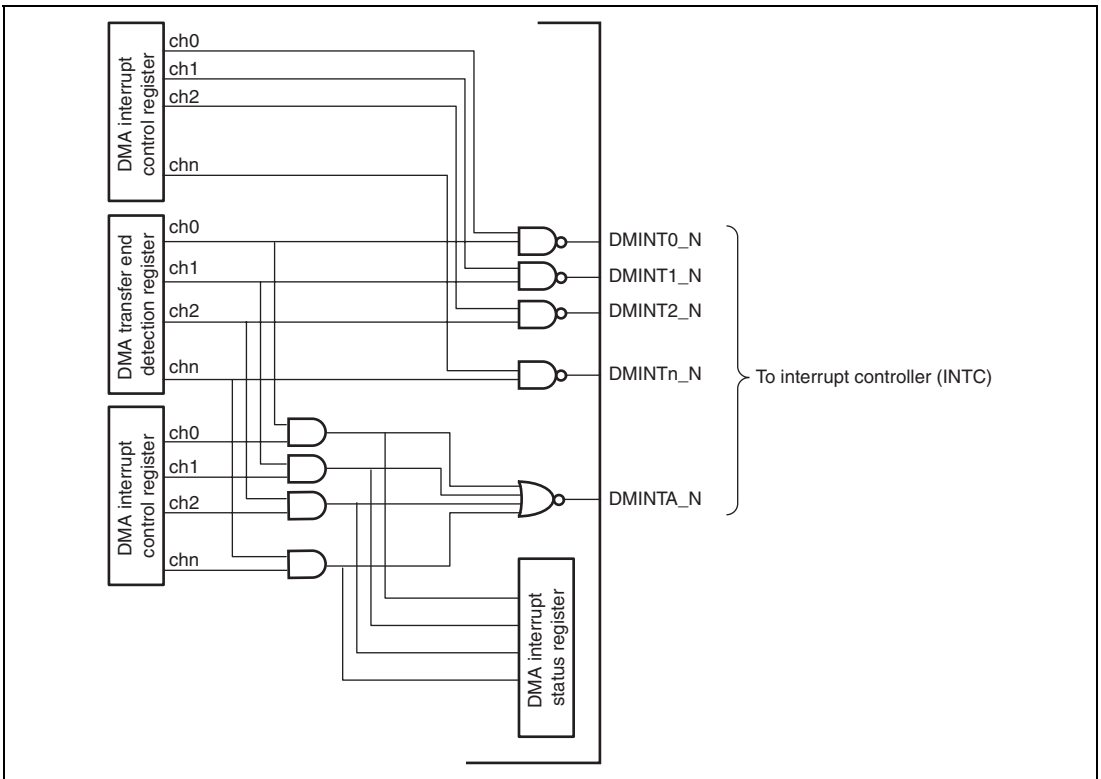 DMA interrupt
control register
ch0
ch1
ch2
chn
DMA transfer end
detection register
ch0
ch1
ch2
chn
DMA interrupt
control register
ch0
ch1
ch2
chn
DMINT0_N
DMINT1_N
DMINT2_N
DMINTn_N
DMINTA_N
To interrupt controller (INTC)
DMA interrupt
status register